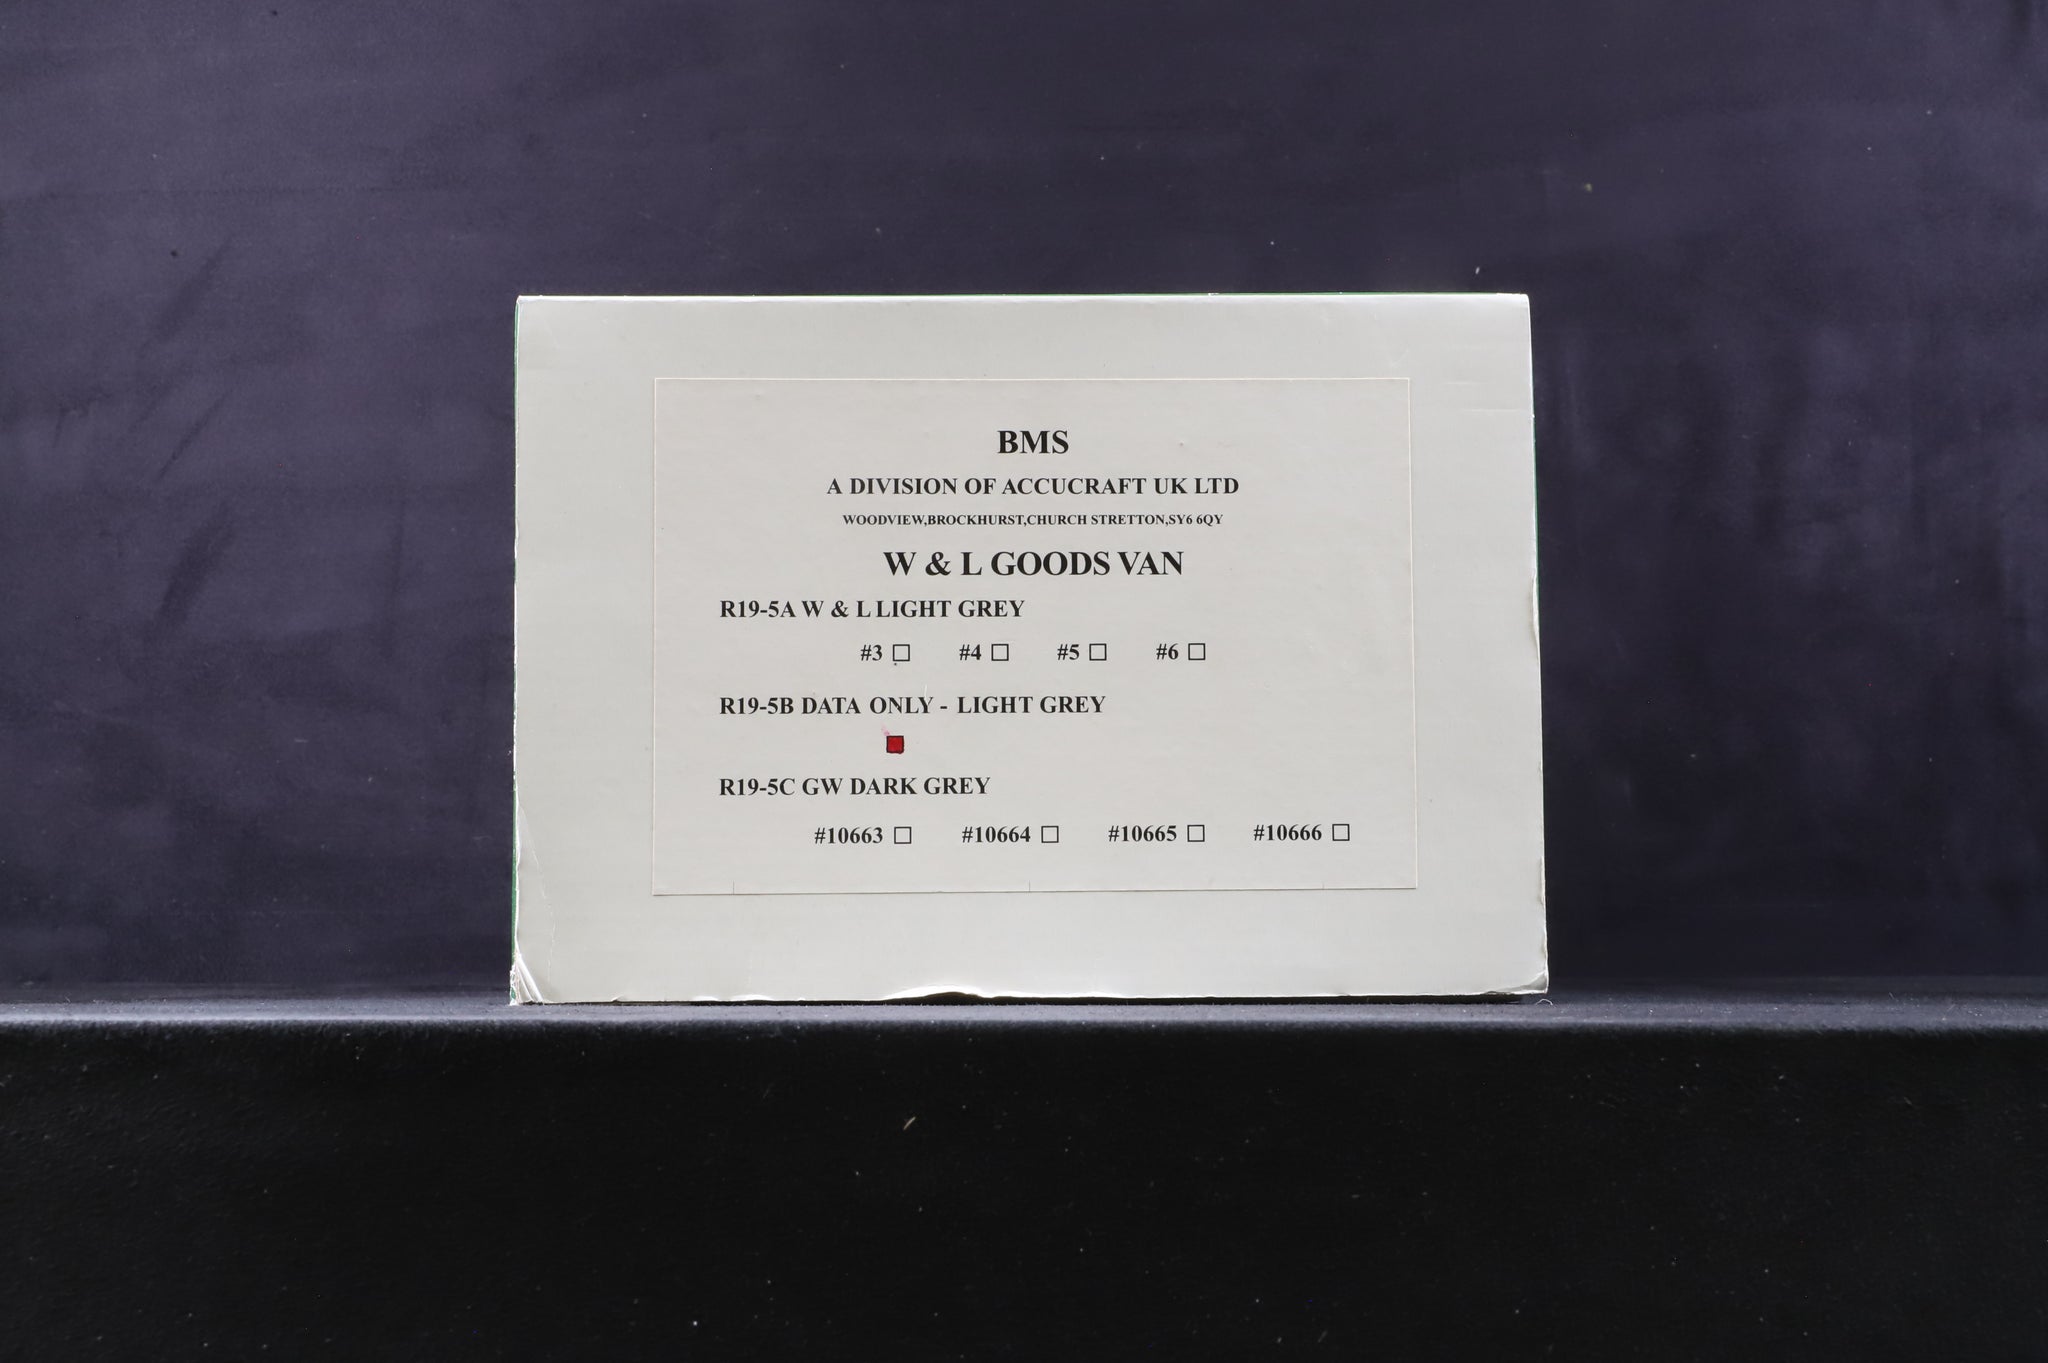 BMS
A DIVISION OF ACCUCRAFT UK LTD
WOODVIEW,BROCKHURST,CHURCH STRETTON,SY6 6QY
W & L GOODS VAN
R19-5A W & L LIGHT GREY
#3 □ #4 □ #5 □ #6 □
R19-5B DATA ONLY - LIGHT GREY
R19-5C GW DARK GREY
#10663 □ #10664 □ #10665 □ #10666 □